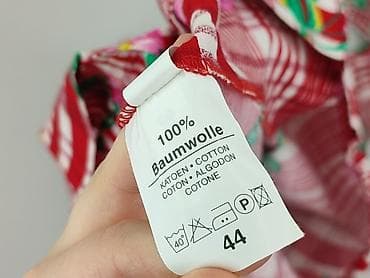 100%
Baumwolle
KATOEN • COTTON
COTON • ALGODON
COTONE
40° P
44